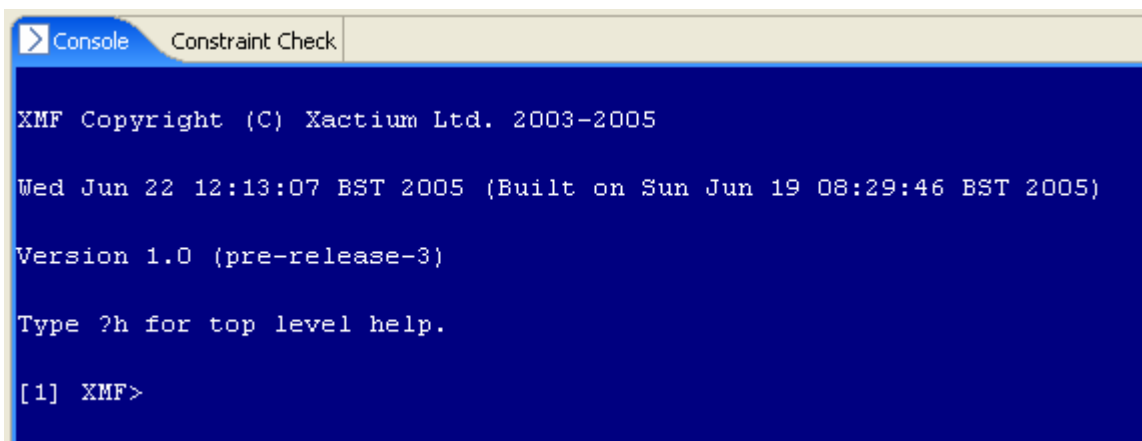 Console Constraint Check
XMF Copyright (C) Xactium Ltd. 2003-2005
Wed Jun 22 12:13:07 BST 2005 (Built on Sun Jun 19 08:29:46 BST 2005)
Version 1.0 (pre-release-3)
Type ?h for top level help.
[1] XMF>